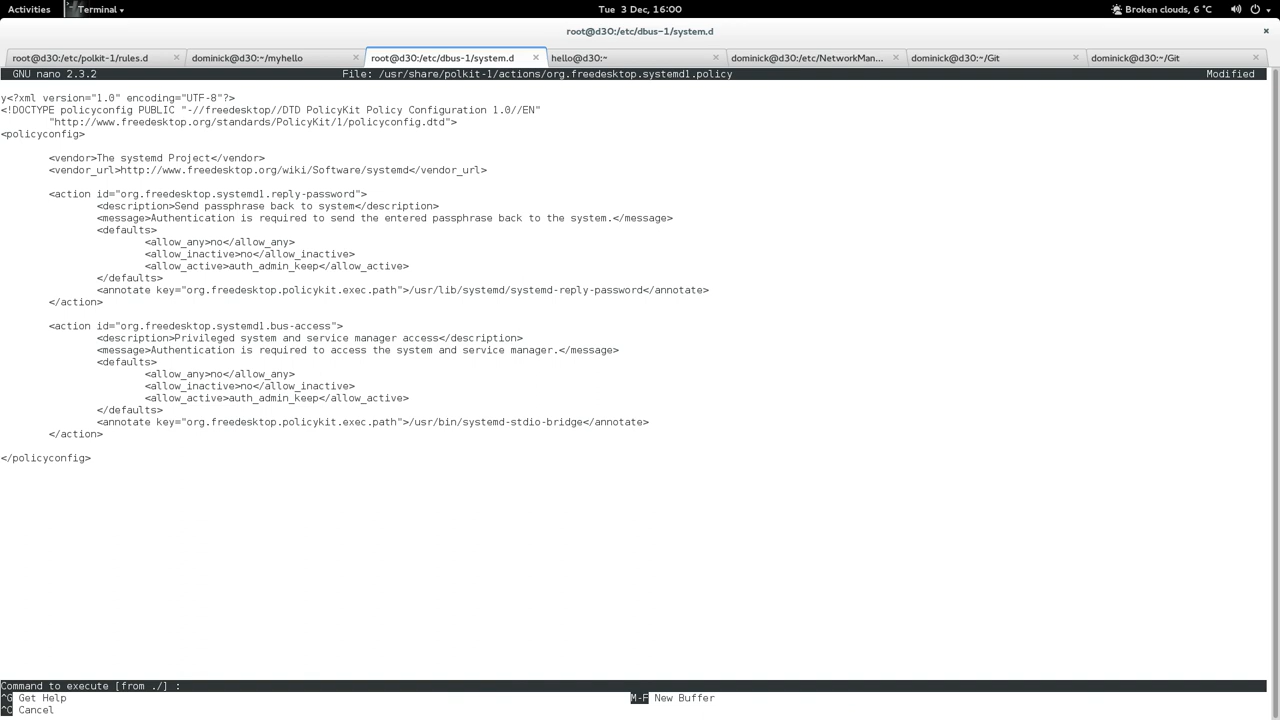 Activities Terminal Tue 3 Dec, 16:00 Broken clouds, 6 °C
root@d30:/etc/dbus-1/system.d ×
root@d30:/etc/polkit-1/rules.d × dominick@d30:~/myhello × root@d30:/etc/dbus-1/system.d × hello@d30:~ × dominick@d30:/etc/NetworkMan... × dominick@d30:~/Git × dominick@d30:~/Git ×
GNU nano 2.3.2 File: /usr/share/polkit-1/actions/org.freedesktop.systemd1.policy Modified
y<?xml version="1.0" encoding="UTF-8"?>
<!DOCTYPE policyconfig PUBLIC "-//freedesktop//DTD PolicyKit Policy Configuration 1.0//EN"
"http://www.freedesktop.org/standards/PolicyKit/1/policyconfig.dtd">
<policyconfig>
<vendor>The systemd Project</vendor>
<vendor_url>http://www.freedesktop.org/wiki/Software/systemd</vendor_url>
<action id="org.freedesktop.systemd1.reply-password">
<description>Send passphrase back to system</description>
<message>Authentication is required to send the entered passphrase back to the system.</message>
<defaults>
<allow_any>no</allow_any>
<allow_inactive>no</allow_inactive>
<allow_active>auth_admin_keep</allow_active>
</defaults>
<annotate key="org.freedesktop.policykit.exec.path">/usr/lib/systemd/systemd-reply-password</annotate>
</action>
<action id="org.freedesktop.systemd1.bus-access">
<description>Privileged system and service manager access</description>
<message>Authentication is required to access the system and service manager.</message>
<defaults>
<allow_any>no</allow_any>
<allow_inactive>no</allow_inactive>
<allow_active>auth_admin_keep</allow_active>
</defaults>
<annotate key="org.freedesktop.policykit.exec.path">/usr/bin/systemd-stdio-bridge</annotate>
</action>
</policyconfig>
Command to execute [from ./] :
^G Get Help M-F New Buffer
^C Cancel